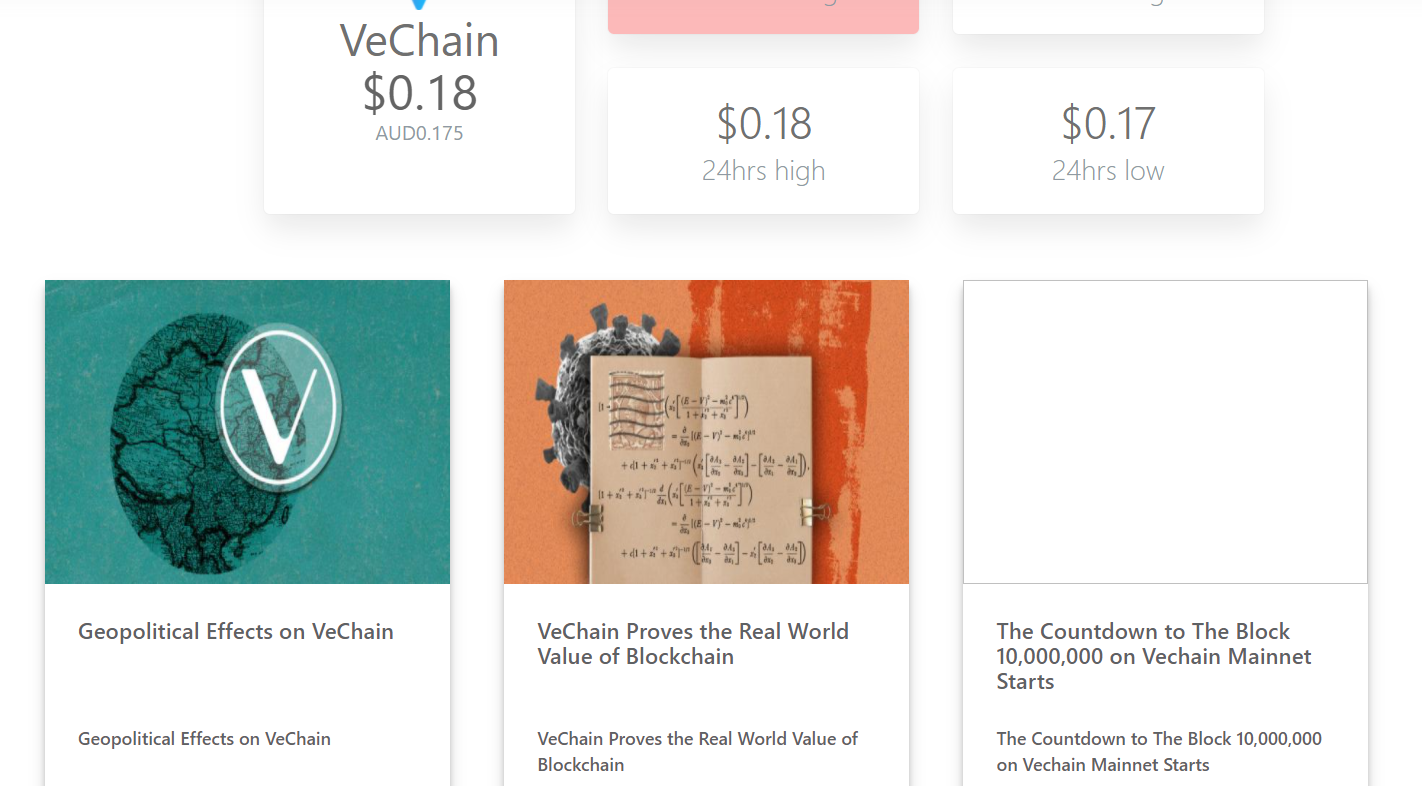 VeChain
$0.18
AUD0.175
$0.18
24hrs high
$0.17
24hrs low
Geopolitical Effects on VeChain
Geopolitical Effects on VeChain
VeChain Proves the Real World
Value of Blockchain
VeChain Proves the Real World Value of
Blockchain
The Countdown to The Block
10,000,000 on Vechain Mainnet
Starts
The Countdown to The Block 10,000,000
on Vechain Mainnet Starts